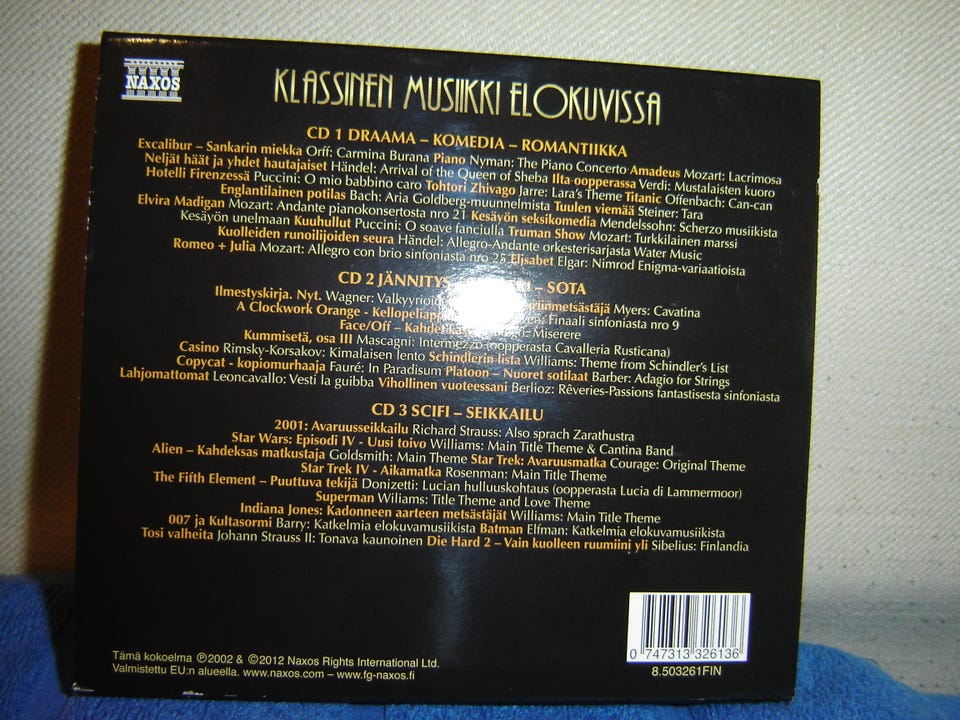 NAXOS
KLASSINEN MUSIIKKI ELOKUVISSA
CD 1 DRAAMA – KOMEDIA – ROMANTIIKKA
Excalibur – Sankarin miekka Orff: Carmina Burana Piano Nyman: The Piano Concerto Amadeus Mozart: Lacrimosa
Neljät häät ja yhdet hautajaiset Händel: Arrival of the Queen of Sheba Ilta oopperassa Verdi: Mustalaisten kuoro
Hotelli Firenzessä Puccini: O mio babbino caro Tohtori Zhivago Jarre: Lara's Theme Titanic Offenbach: Can-can
Englantilainen potilas Bach: Aria Goldberg-muunnelmista Tuulen viemää Steiner: Tara
Elvira Madigan Mozart: Andante pianokonsertosta nro 21 Kesäyön seksikomedia Mendelssohn: Scherzo musiikista
Kesäyön unelmaan Kuuhullut Puccini: O soave fanciulla Truman Show Mozart: Turkkilainen marssi
Kuolleiden runoilijoiden seura Händel: Allegro-Andante orkesterisarjasta Water Music
Romeo + Julia Mozart: Allegro con brio sinfoniasta nro 25 Elisabet Elgar: Nimrod Enigma-variaatioista
CD 2 JÄNNITYS – SOTA
Ilmestyskirja. Nyt. Wagner: Myers: Cavatina
A Clockwork Orange - Finaali sinfoniasta nro 9
Face/Off – Miserere
Kummisetä, osa III Mascagni: Intermezzo (oopperasta Cavalleria Rusticana)
Casino Rimsky-Korsakov: Kimalaisen lento Schindlerin lista Williams: Theme from Schindler's List
Copycat - kopiomurhaaja Fauré: In Paradisum Platoon – Nuoret sotilaat Barber: Adagio for Strings
Lahjomattomat Leoncavallo: Vesti la guibba Vihollinen vuoteessani Berlioz: Rêveries-Passions fantastisesta sinfoniasta
CD 3 SCIFI – SEIKKAILU
2001: Avaruusseikkailu Richard Strauss: Also sprach Zarathustra
Star Wars: Episodi IV - Uusi toivo Williams: Main Title Theme & Cantina Band
Alien – Kahdeksas matkustaja Goldsmith: Main Theme Star Trek: Avaruusmatka Courage: Original Theme
Star Trek IV - Aikamatka Rosenman: Main Title Theme
The Fifth Element – Puuttuva tekijä Donizetti: Lucian hulluuskohtaus (oopperasta Lucia di Lammermoor)
Superman Wiliams: Title Theme and Love Theme
Indiana Jones: Kadonneen aarteen metsästäjät Williams: Main Title Theme
007 ja Kultasormi Barry: Katkelmia elokuvamusiikista Batman Elfman: Katkelmia elokuvamusiikista
Tosi valheita Johann Strauss II: Tonava kaunoinen Die Hard 2 – Vain kuolleen ruumiini yli Sibelius: Finlandia
0 747313 326136
8.503261FIN
Tämä kokoelma ℗2002 & ©2012 Naxos Rights International Ltd.
Valmistettu EU:n alueella. www.naxos.com – www.fg-naxos.fi